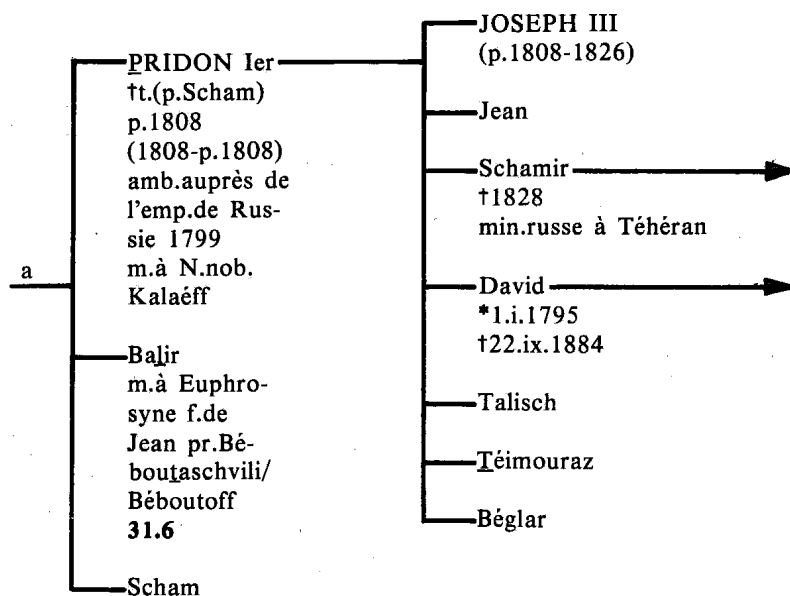 a
PRIDON Ier
†t.(p.Scham)
p.1808
(1808-p.1808)
amb.auprès de
l'emp.de Rus-
sie 1799
m.à N.nob.
Kalaéff
Balir
m.à Euphro-
syne f.de
Jean pr.Bé-
boutaschvili/
Béboutoff
31.6
Scham
JOSEPH III
(p.1808-1826)
Jean
Schamir
†1828
min.russe à Téhéran
David
*1.i.1795
†22.ix.1884
Talisch
Téimouraz
Béglar